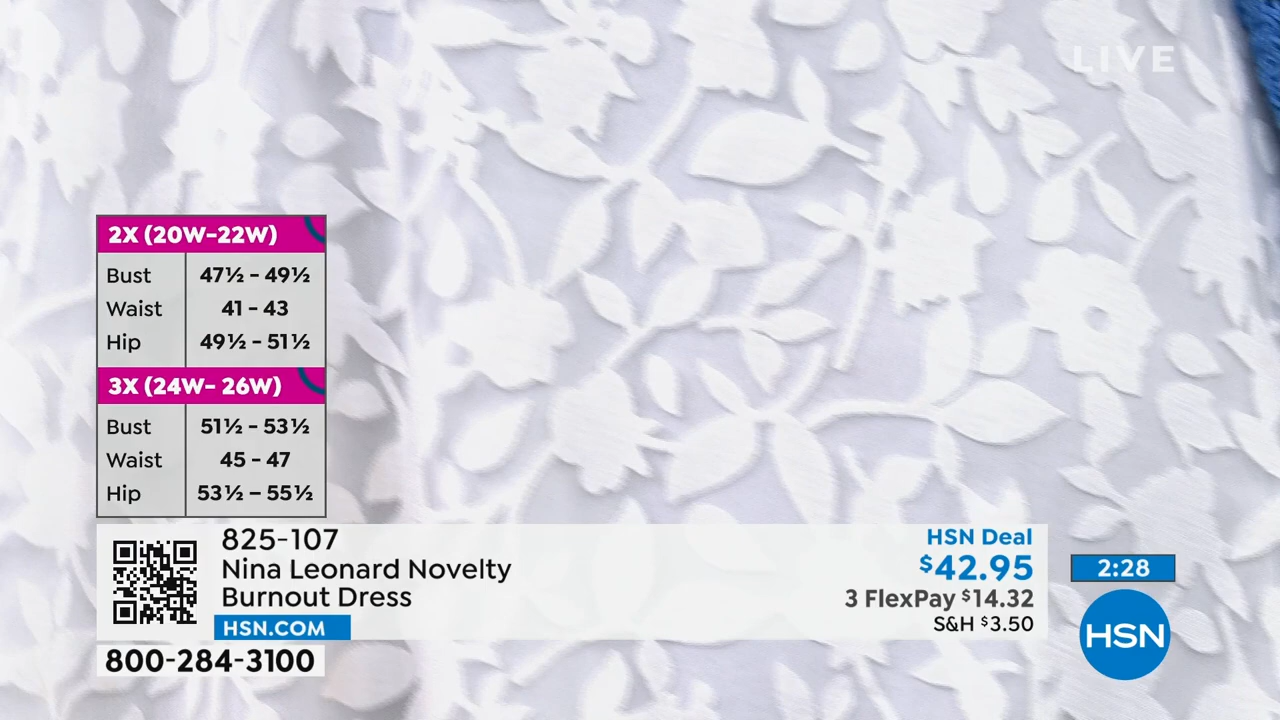 LIVE
2X (20W-22W)
Bust 47½ - 49½
Waist 41 - 43
Hip 49½ - 51½
3X (24W- 26W)
Bust 51½ - 53½
Waist 45 - 47
Hip 53½ - 55½
825-107
Nina Leonard Novelty
Burnout Dress
HSN.COM
800-284-3100
HSN Deal
$42.95
3 FlexPay $14.32
S&H $3.50
2:28
HSN